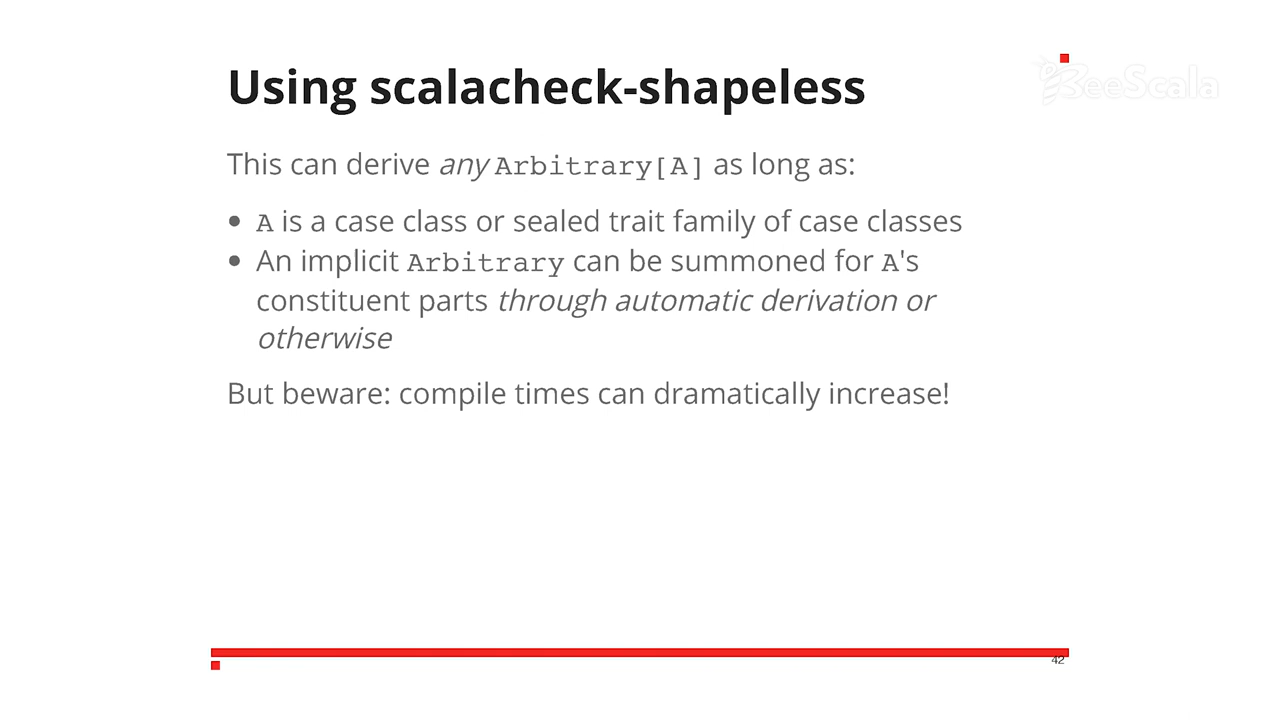 Using scalacheck-shapeless
BeeScala
This can derive any Arbitrary[A] as long as:
• A is a case class or sealed trait family of case classes
• An implicit Arbitrary can be summoned for A's
constituent parts through automatic derivation or
otherwise
But beware: compile times can dramatically increase!
42